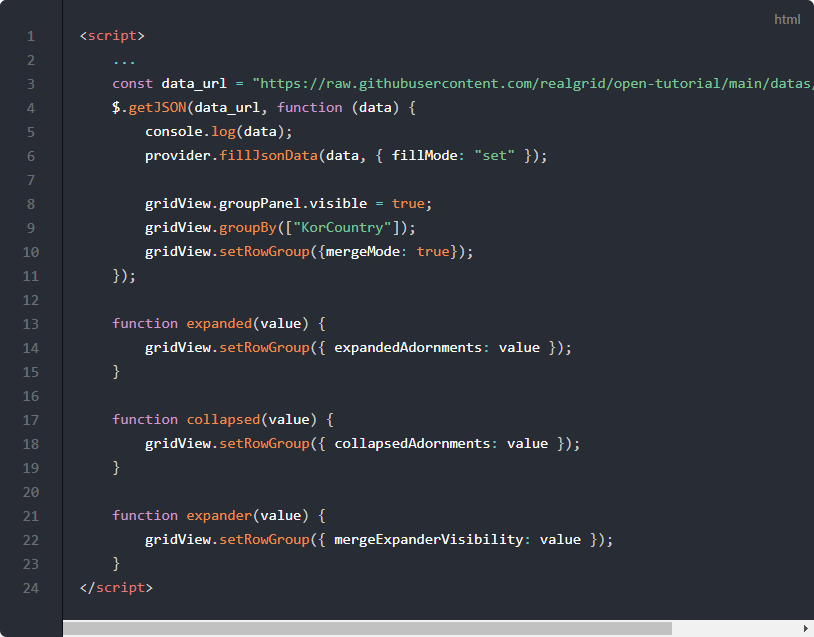 html
1 <script>
2 ...
3 const data_url = "https://raw.githubusercontent.com/realgrid/open-tutorial/main/datas/
4 $.getJSON(data_url, function (data) {
5 console.log(data);
6 provider.fillJsonData(data, { fillMode: "set" });
7
8 gridView.groupPanel.visible = true;
9 gridView.groupBy(["KorCountry"]);
10 gridView.setRowGroup({mergeMode: true});
11 });
12
13 function expanded(value) {
14 gridView.setRowGroup({ expandedAdornments: value });
15 }
16
17 function collapsed(value) {
18 gridView.setRowGroup({ collapsedAdornments: value });
19 }
20
21 function expander(value) {
22 gridView.setRowGroup({ mergeExpanderVisibility: value });
23 }
24 </script>